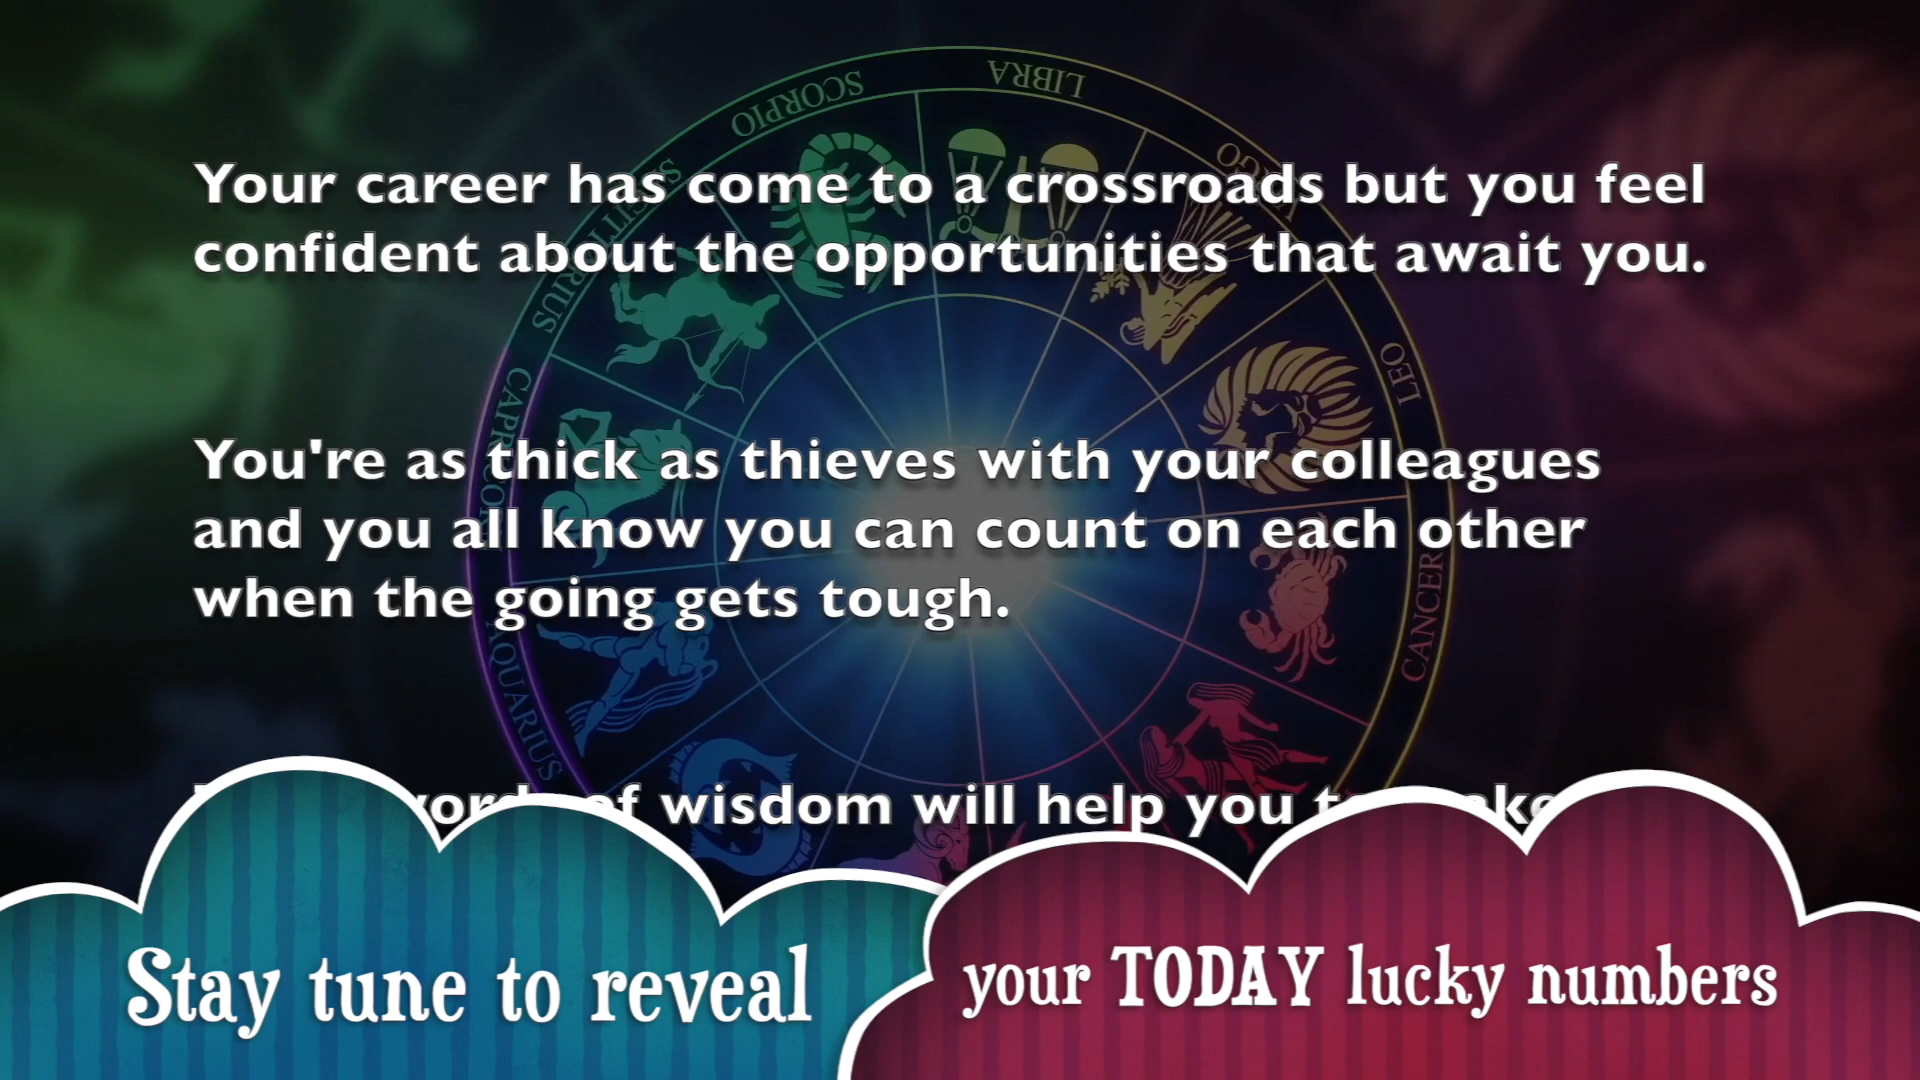 SCORPIO
LIBRA
LEO
CANCER
AQUARIUS
Your career has come to a crossroads but you feel
confident about the opportunities that await you.
You're as thick as thieves with your colleagues
and you all know you can count on each other
when the going gets tough.
of wisdom will help you
Stay tune to reveal
your TODAY lucky numbers